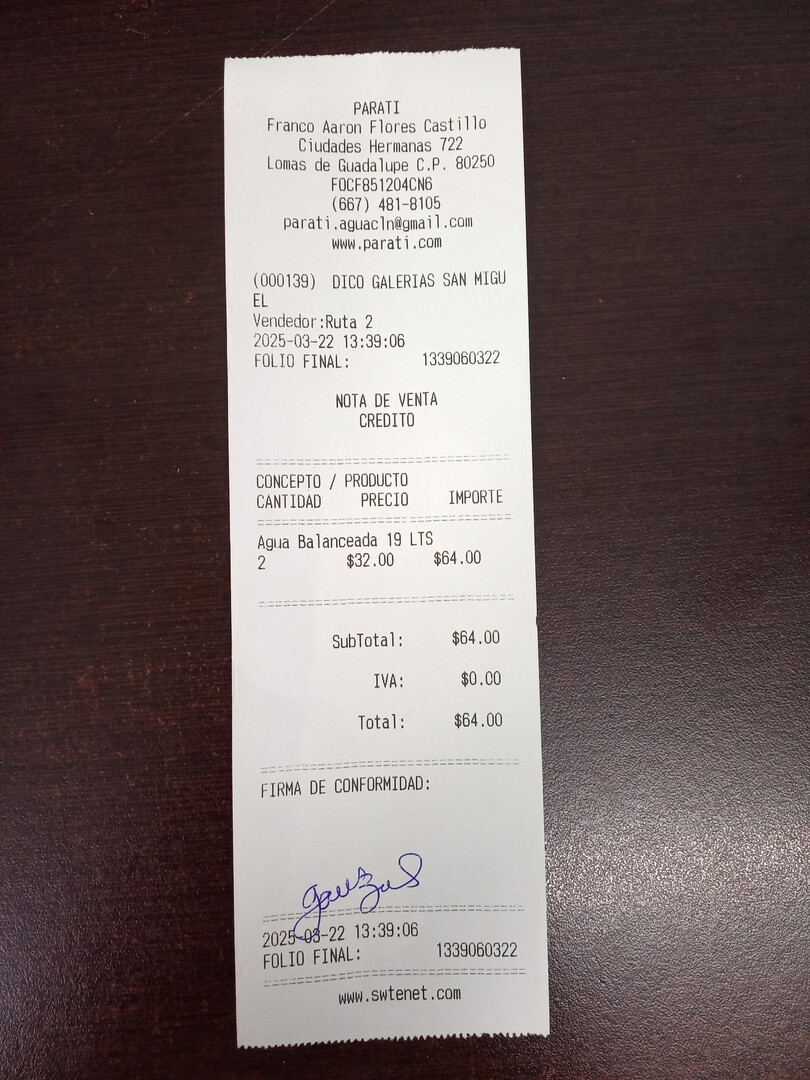 PARATI
Franco Aaron Flores Castillo
Ciudades Hermanas 722
Lomas de Guadalupe C.P. 80250
FOCF851204CN6
(667) 481-8105
parati.aguacln@gmail.com
www.parati.com
(000139) DICO GALERIAS SAN MIGU
EL
Vendedor:Ruta 2
2025-03-22 13:39:06
FOLIO FINAL: 1339060322
NOTA DE VENTA
CREDITO
CONCEPTO / PRODUCTO
CANTIDAD PRECIO IMPORTE
Agua Balanceada 19 LTS
2 $32.00 $64.00
SubTotal: $64.00
IVA: $0.00
Total: $64.00
FIRMA DE CONFORMIDAD:
2025-03-22 13:39:06
FOLIO FINAL: 1339060322
www.swtenet.com